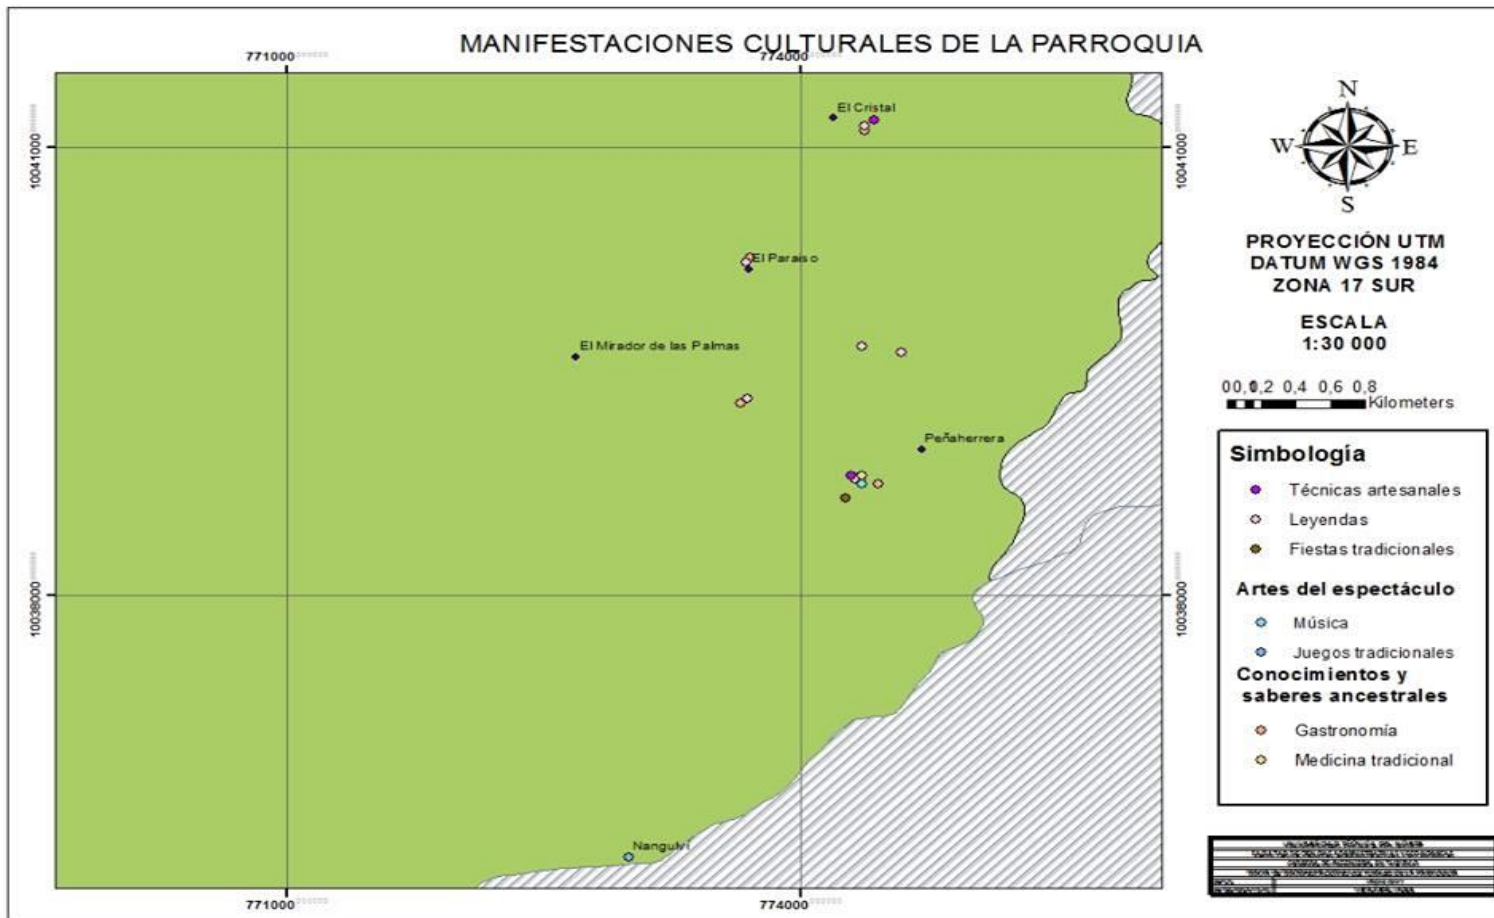 MANIFESTACIONES CULTURALES DE LA PARROQUIA
771000
774000
10041000
10041000
El Cristal
El Paraiso
El Mirador de las Palmas
Peñaherrera
10038000
10038000
Nangulví
771000
774000
N
W
E
S
PROYECCIÓN UTM
DATUM WGS 1984
ZONA 17 SUR
ESCALA
1:30 000
0 0,1 0,2 0,4 0,6 0,8
Kilometers
Simbología
Técnicas artesanales
Leyendas
Fiestas tradicionales
Artes del espectáculo
Música
Juegos tradicionales
Conocimientos y
saberes ancestrales
Gastronomía
Medicina tradicional